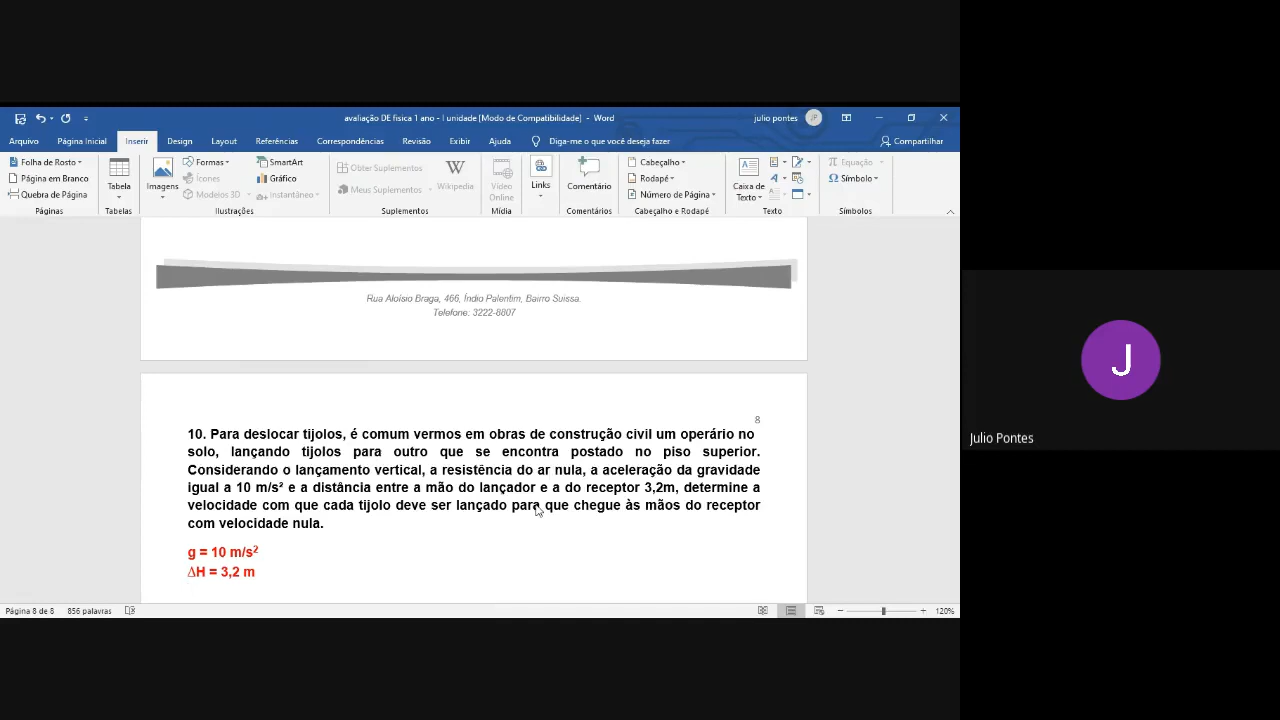 avaliação DE fisica 1 ano - I unidade [Modo de Compatibilidade] - Word
julio pontes
JP
Arquivo
Página Inicial
Inserir
Design
Layout
Referências
Correspondências
Revisão
Exibir
Ajuda
Diga-me o que você deseja fazer
Compartilhar
Folha de Rosto
Página em Branco
Quebra de Página
Páginas
Tabela
Tabelas
Imagens
Formas
Ícones
Modelos 3D
SmartArt
Gráfico
Instantâneo
Ilustrações
Obter Suplementos
Meus Suplementos
W
Wikipedia
Suplementos
Vídeo
Online
Mídia
Links
Comentário
Comentários
Cabeçalho
Rodapé
Número de Página
Cabeçalho e Rodapé
Caixa de
Texto
Texto
Equação
Símbolo
Símbolos
Rua Aloísio Braga, 466, Índio Palentim, Bairro Suissa.
Telefone: 3222-8807
8
10. Para deslocar tijolos, é comum vermos em obras de construção civil um operário no
solo, lançando tijolos para outro que se encontra postado no piso superior.
Considerando o lançamento vertical, a resistência do ar nula, a aceleração da gravidade
igual a 10 m/s² e a distância entre a mão do lançador e a do receptor 3,2m, determine a
velocidade com que cada tijolo deve ser lançado para que chegue às mãos do receptor
com velocidade nula.
g = 10 m/s²
∆H = 3,2 m
Página 8 de 8
856 palavras
120%
J
Julio Pontes